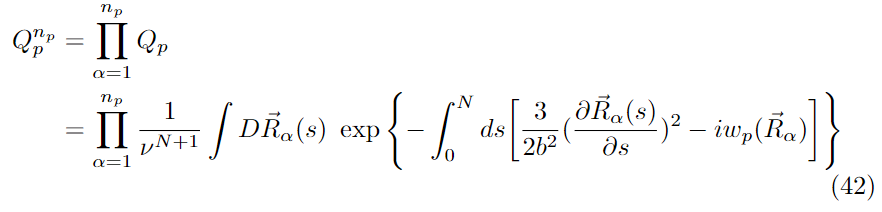 $Q_p^{n_p} = \prod_{\alpha=1}^{n_p} Q_p$
$= \prod_{\alpha=1}^{n_p} \frac{1}{\nu^{N+1}} \int D\vec{R}_\alpha(s) \ \exp\left\{ -\int_0^N ds \left[ \frac{3}{2b^2} (\frac{\partial \vec{R}_\alpha(s)}{\partial s})^2 - iw_p(\vec{R}_\alpha) \right] \right\}$
(42)